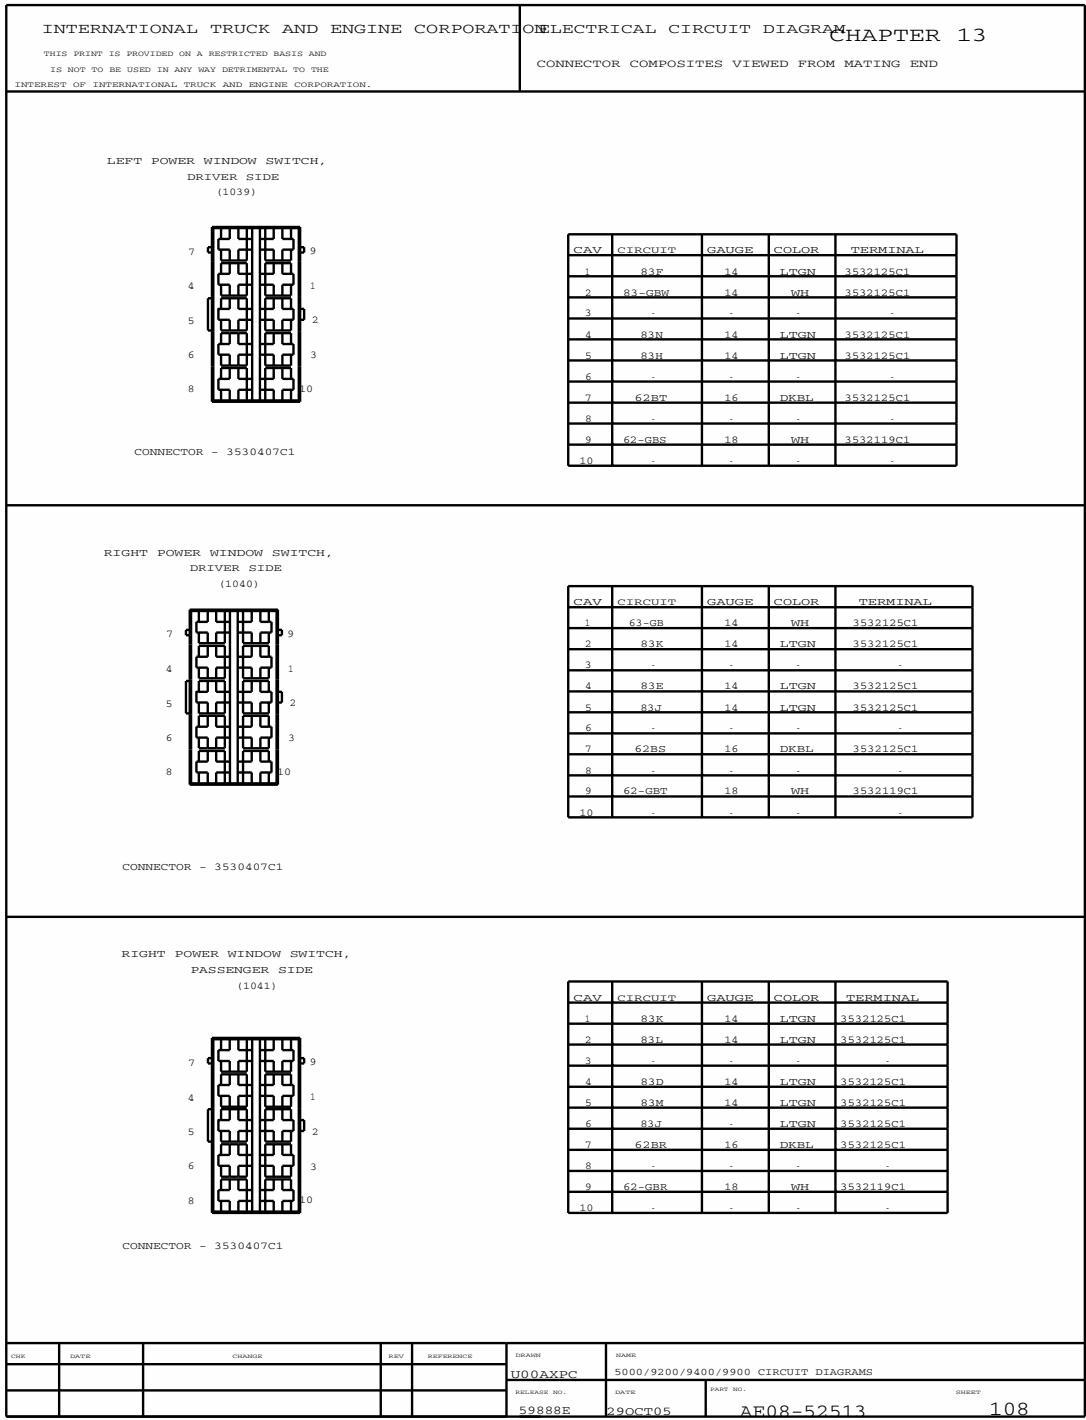 INTERNATIONAL TRUCK AND ENGINE CORPORATION
THIS PRINT IS PROVIDED ON A RESTRICTED BASIS AND
IS NOT TO BE USED IN ANY WAY DETRIMENTAL TO THE
INTEREST OF INTERNATIONAL TRUCK AND ENGINE CORPORATION.
ELECTRICAL CIRCUIT DIAGRAM
CHAPTER 13
CONNECTOR COMPOSITES VIEWED FROM MATING END
LEFT POWER WINDOW SWITCH,
DRIVER SIDE
(1039)
7 9
4 1
5 2
6 3
8 10
CONNECTOR - 3530407C1
CAV CIRCUIT GAUGE COLOR TERMINAL
1 83F 14 LTGN 3532125C1
2 83-GBW 14 WH 3532125C1
3 - - - -
4 83N 14 LTGN 3532125C1
5 83H 14 LTGN 3532125C1
6 - - - -
7 62BT 16 DKBL 3532125C1
8 - - - -
9 62-GBS 18 WH 3532119C1
10 - - - -
RIGHT POWER WINDOW SWITCH,
DRIVER SIDE
(1040)
7 9
4 1
5 2
6 3
8 10
CONNECTOR - 3530407C1
CAV CIRCUIT GAUGE COLOR TERMINAL
1 63-GB 14 WH 3532125C1
2 83K 14 LTGN 3532125C1
3 - - - -
4 83E 14 LTGN 3532125C1
5 83J 14 LTGN 3532125C1
6 - - - -
7 62BS 16 DKBL 3532125C1
8 - - - -
9 62-GBT 18 WH 3532119C1
10 - - - -
RIGHT POWER WINDOW SWITCH,
PASSENGER SIDE
(1041)
7 9
4 1
5 2
6 3
8 10
CONNECTOR - 3530407C1
CAV CIRCUIT GAUGE COLOR TERMINAL
1 83K 14 LTGN 3532125C1
2 83L 14 LTGN 3532125C1
3 - - - -
4 83D 14 LTGN 3532125C1
5 83M 14 LTGN 3532125C1
6 83J - LTGN 3532125C1
7 62BR 16 DKBL 3532125C1
8 - - - -
9 62-GBR 18 WH 3532119C1
10 - - - -
CHK DATE CHANGE REV REFERENCE
DRAWN
U00AXPC
NAME
5000/9200/9400/9900 CIRCUIT DIAGRAMS
RELEASE NO.
59888E
DATE
29OCT05
PART NO.
AE08-52513
SHEET
108